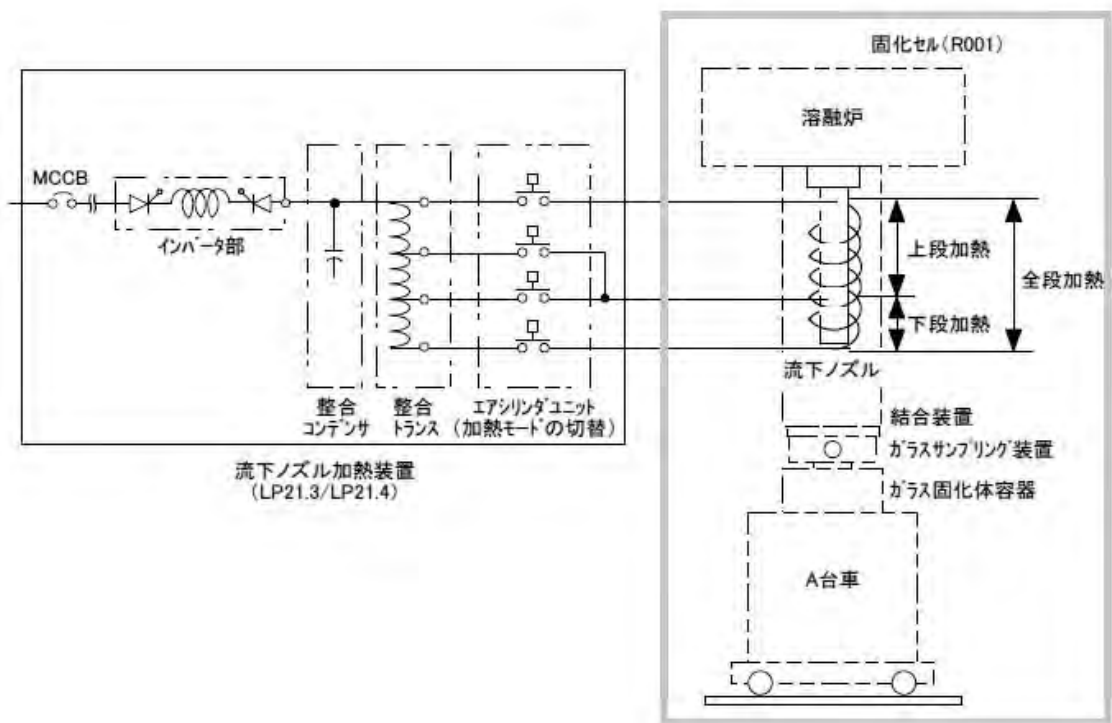 固化セル(R001)
溶融炉
MCCB
インバータ部
上段加熱
全段加熱
下段加熱
流下ノズル
整合
コンデンサ
整合
トランス
エアシリンダユニット
(加熱モードの切替)
結合装置
ガラスサンプリング装置
ガラス固化体容器
流下ノズル加熱装置
(LP21.3/LP21.4)
A台車